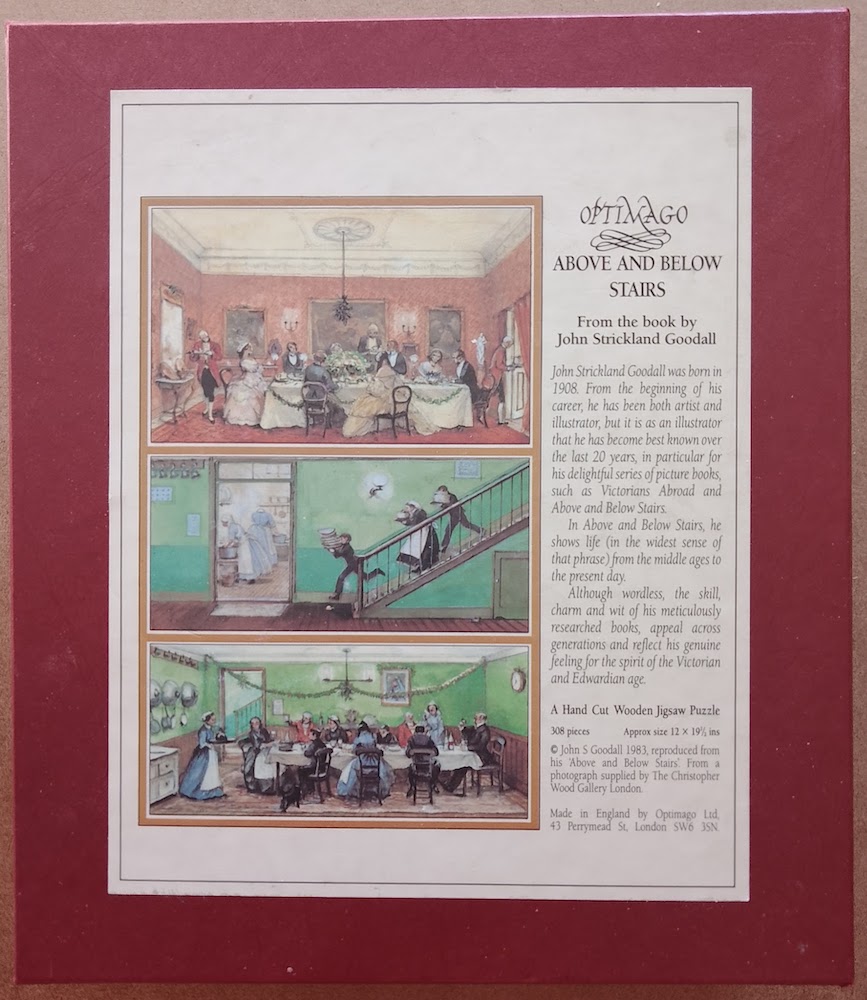 OPTIMAGO
ABOVE AND BELOW
STAIRS
From the book by
John Strickland Goodall
John Strickland Goodall was born in
1908. From the beginning of his
career, he has been both artist and
illustrator, but it is as an illustrator
that he has become best known over
the last 20 years, in particular for
his delightful series of picture books,
such as Victorians Abroad and
Above and Below Stairs.
In Above and Below Stairs, he
shows life (in the widest sense of
that phrase) from the middle ages to
the present day.
Although wordless, the skill,
charm and wit of his meticulously
researched books, appeal across
generations and reflect his genuine
feeling for the spirit of the Victorian
and Edwardian age.
A Hand Cut Wooden Jigsaw Puzzle
308 pieces Approx size 12 × 19½ ins
© John S Goodall 1983, reproduced from
his 'Above and Below Stairs'. From a
photograph supplied by The Christopher
Wood Gallery London.
Made in England by Optimago Ltd,
43 Perrymead St, London SW6 3SN.